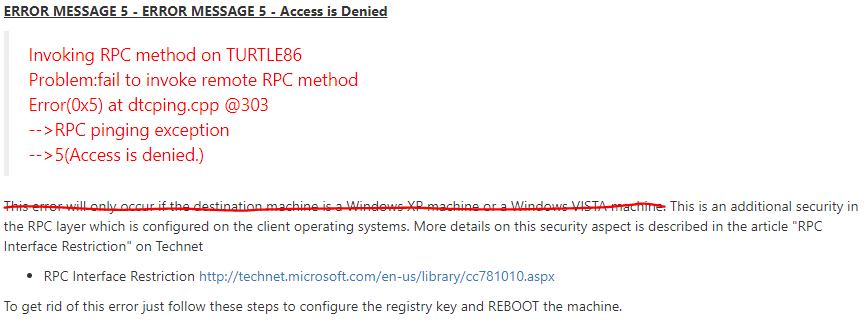 ERROR MESSAGE 5 - ERROR MESSAGE 5 - Access is Denied
Invoking RPC method on TURTLE86
Problem:fail to invoke remote RPC method
Error(0x5) at dtcping.cpp @303
-->RPC pinging exception
-->5(Access is denied.)
This error will only occur if the destination machine is a Windows XP machine or a Windows VISTA machine. This is an additional security in
the RPC layer which is configured on the client operating systems. More details on this security aspect is described in the article "RPC
Interface Restriction" on Technet
• RPC Interface Restriction http://technet.microsoft.com/en-us/library/cc781010.aspx
To get rid of this error just follow these steps to configure the registry key and REBOOT the machine.